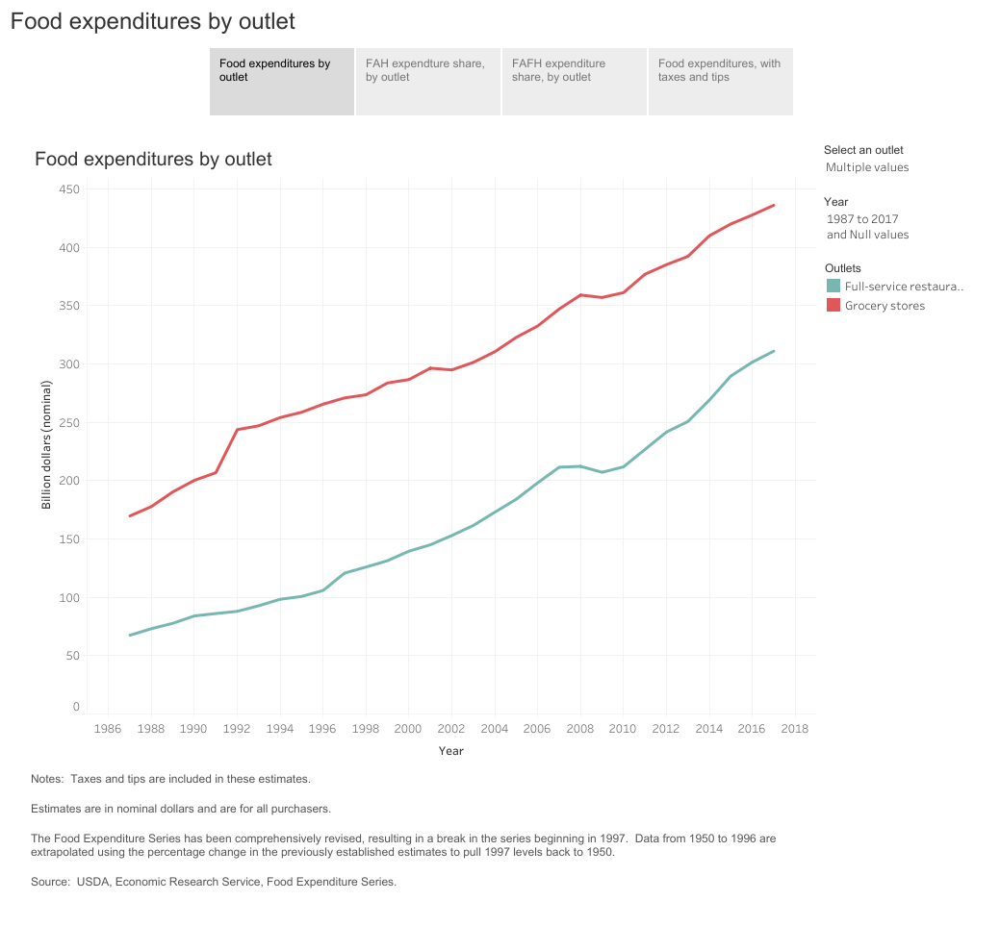 Food expenditures by outlet
Food expenditures by
outlet
FAH expendture share,
by outlet
FAFH expenditure
share, by outlet
Food expenditures, with
taxes and tips
Food expenditures by outlet
Select an outlet
Multiple values
Year
1987 to 2017
and Null values
Outlets
Full-service restaura..
Grocery stores
450
400
350
300
250
200
150
100
50
0
Billion dollars (nominal)
1986 1988 1990 1992 1994 1996 1998 2000 2002 2004 2006 2008 2010 2012 2014 2016 2018
Year
Notes:  Taxes and tips are included in these estimates.
Estimates are in nominal dollars and are for all purchasers.
The Food Expenditure Series has been comprehensively revised, resulting in a break in the series beginning in 1997.  Data from 1950 to 1996 are
extrapolated using the percentage change in the previously established estimates to pull 1997 levels back to 1950.
Source:  USDA, Economic Research Service, Food Expenditure Series.